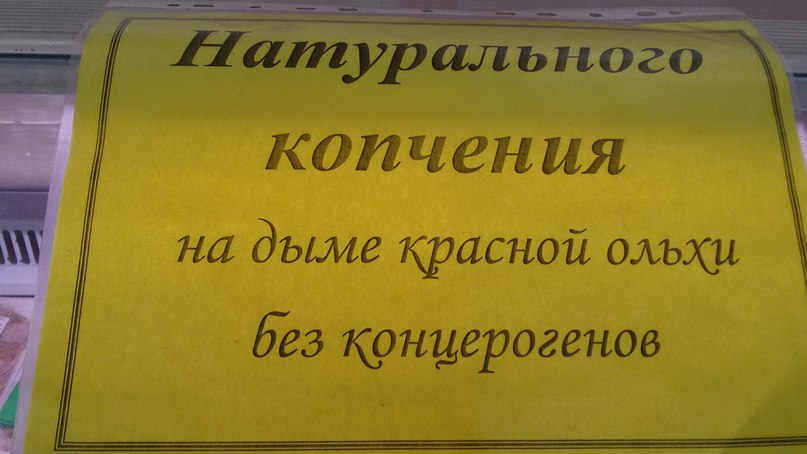 Натурального
копчения
на дыме красной ольхи
без концерогенов